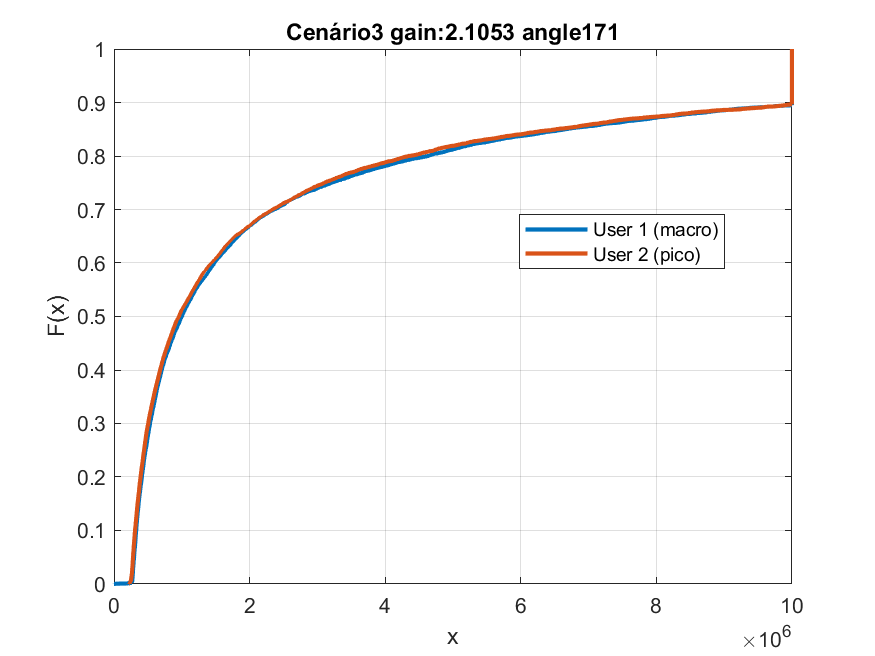 Cenário3 gain:2.1053 angle171
1
0.9
0.8
0.7
0.6
0.5
0.4
0.3
0.2
0.1
0
F(x)
User 1 (macro)
User 2 (pico)
0 2 4 6 8 10
x
×10^6